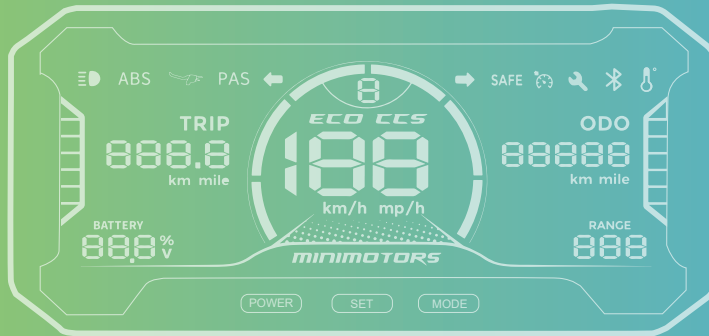 ABS PAS SAFE
8
ECO CCS
TRIP
888.8
km mile
188
km/h mp/h
ODO
88888
km mile
BATTERY
88.8 % V
RANGE
888
MINIMOTORS
POWER SET MODE